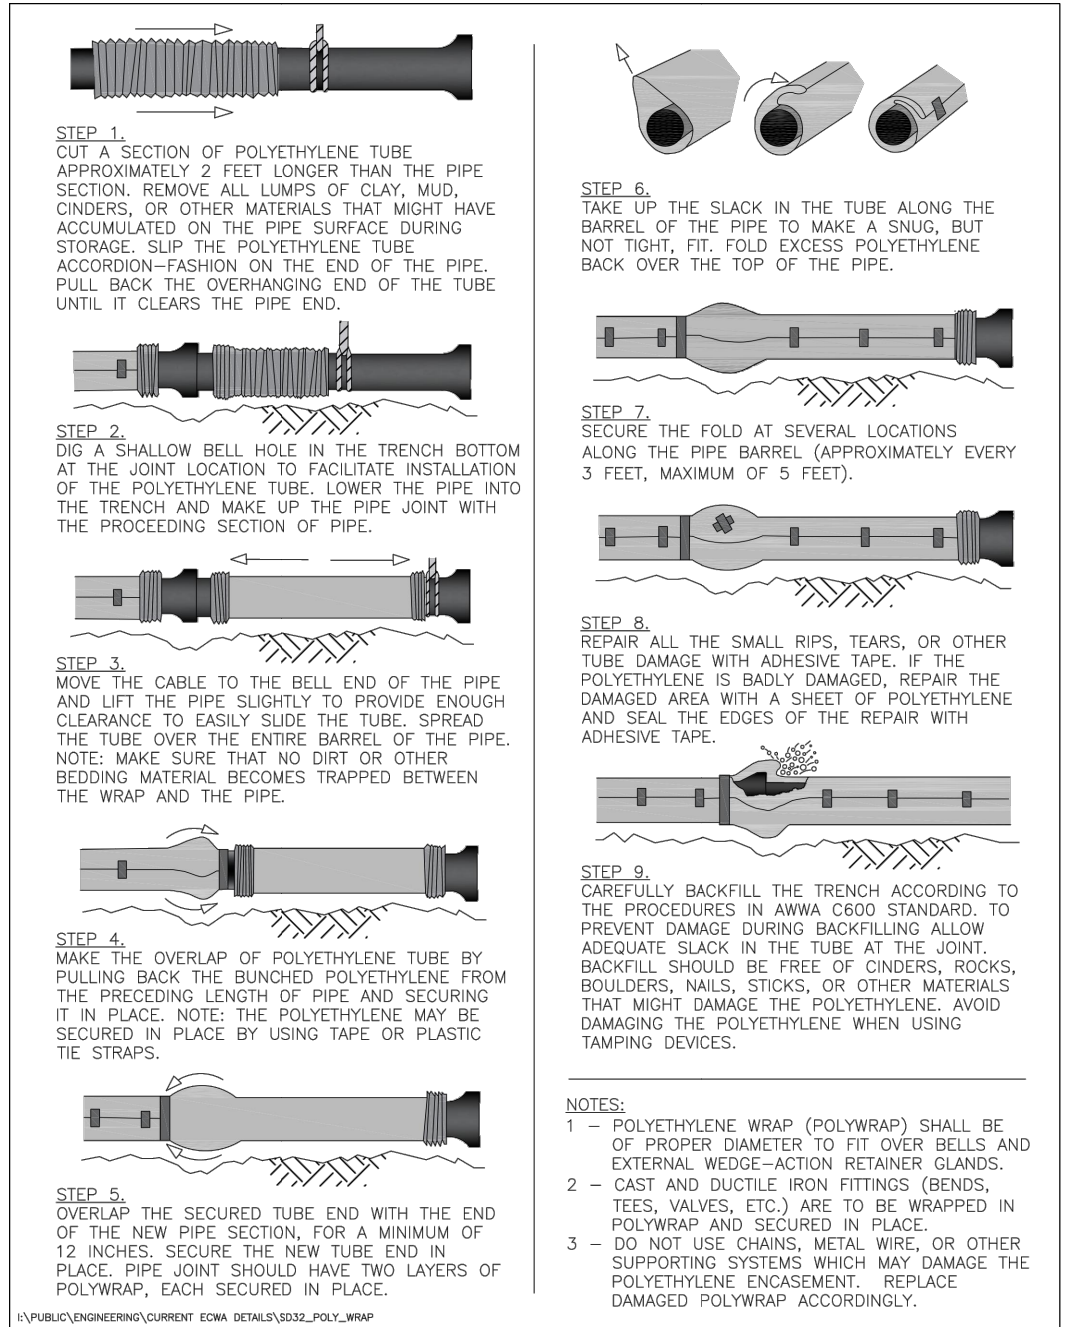 STEP 1.
CUT A SECTION OF POLYETHYLENE TUBE
APPROXIMATELY 2 FEET LONGER THAN THE PIPE
SECTION. REMOVE ALL LUMPS OF CLAY, MUD,
CINDERS, OR OTHER MATERIALS THAT MIGHT HAVE
ACCUMULATED ON THE PIPE SURFACE DURING
STORAGE. SLIP THE POLYETHYLENE TUBE
ACCORDION-FASHION ON THE END OF THE PIPE.
PULL BACK THE OVERHANGING END OF THE TUBE
UNTIL IT CLEARS THE PIPE END.
STEP 2.
DIG A SHALLOW BELL HOLE IN THE TRENCH BOTTOM
AT THE JOINT LOCATION TO FACILITATE INSTALLATION
OF THE POLYETHYLENE TUBE. LOWER THE PIPE INTO
THE TRENCH AND MAKE UP THE PIPE JOINT WITH
THE PROCEEDING SECTION OF PIPE.
STEP 3.
MOVE THE CABLE TO THE BELL END OF THE PIPE
AND LIFT THE PIPE SLIGHTLY TO PROVIDE ENOUGH
CLEARANCE TO EASILY SLIDE THE TUBE. SPREAD
THE TUBE OVER THE ENTIRE BARREL OF THE PIPE.
NOTE: MAKE SURE THAT NO DIRT OR OTHER
BEDDING MATERIAL BECOMES TRAPPED BETWEEN
THE WRAP AND THE PIPE.
STEP 4.
MAKE THE OVERLAP OF POLYETHYLENE TUBE BY
PULLING BACK THE BUNCHED POLYETHYLENE FROM
THE PRECEDING LENGTH OF PIPE AND SECURING
IT IN PLACE. NOTE: THE POLYETHYLENE MAY BE
SECURED IN PLACE BY USING TAPE OR PLASTIC
TIE STRAPS.
STEP 5.
OVERLAP THE SECURED TUBE END WITH THE END
OF THE NEW PIPE SECTION, FOR A MINIMUM OF
12 INCHES. SECURE THE NEW TUBE END IN
PLACE. PIPE JOINT SHOULD HAVE TWO LAYERS OF
POLYWRAP, EACH SECURED IN PLACE.
I:\PUBLIC\ENGINEERING\CURRENT ECWA DETAILS\SD32_POLY_WRAP
STEP 6.
TAKE UP THE SLACK IN THE TUBE ALONG THE
BARREL OF THE PIPE TO MAKE A SNUG, BUT
NOT TIGHT, FIT. FOLD EXCESS POLYETHYLENE
BACK OVER THE TOP OF THE PIPE.
STEP 7.
SECURE THE FOLD AT SEVERAL LOCATIONS
ALONG THE PIPE BARREL (APPROXIMATELY EVERY
3 FEET, MAXIMUM OF 5 FEET).
STEP 8.
REPAIR ALL THE SMALL RIPS, TEARS, OR OTHER
TUBE DAMAGE WITH ADHESIVE TAPE. IF THE
POLYETHYLENE IS BADLY DAMAGED, REPAIR THE
DAMAGED AREA WITH A SHEET OF POLYETHYLENE
AND SEAL THE EDGES OF THE REPAIR WITH
ADHESIVE TAPE.
STEP 9.
CAREFULLY BACKFILL THE TRENCH ACCORDING TO
THE PROCEDURES IN AWWA C600 STANDARD. TO
PREVENT DAMAGE DURING BACKFILLING ALLOW
ADEQUATE SLACK IN THE TUBE AT THE JOINT.
BACKFILL SHOULD BE FREE OF CINDERS, ROCKS,
BOULDERS, NAILS, STICKS, OR OTHER MATERIALS
THAT MIGHT DAMAGE THE POLYETHYLENE. AVOID
DAMAGING THE POLYETHYLENE WHEN USING
TAMPING DEVICES.
NOTES:
1 – POLYETHYLENE WRAP (POLYWRAP) SHALL BE
OF PROPER DIAMETER TO FIT OVER BELLS AND
EXTERNAL WEDGE-ACTION RETAINER GLANDS.
2 – CAST AND DUCTILE IRON FITTINGS (BENDS,
TEES, VALVES, ETC.) ARE TO BE WRAPPED IN
POLYWRAP AND SECURED IN PLACE.
3 – DO NOT USE CHAINS, METAL WIRE, OR OTHER
SUPPORTING SYSTEMS WHICH MAY DAMAGE THE
POLYETHYLENE ENCASEMENT. REPLACE
DAMAGED POLYWRAP ACCORDINGLY.